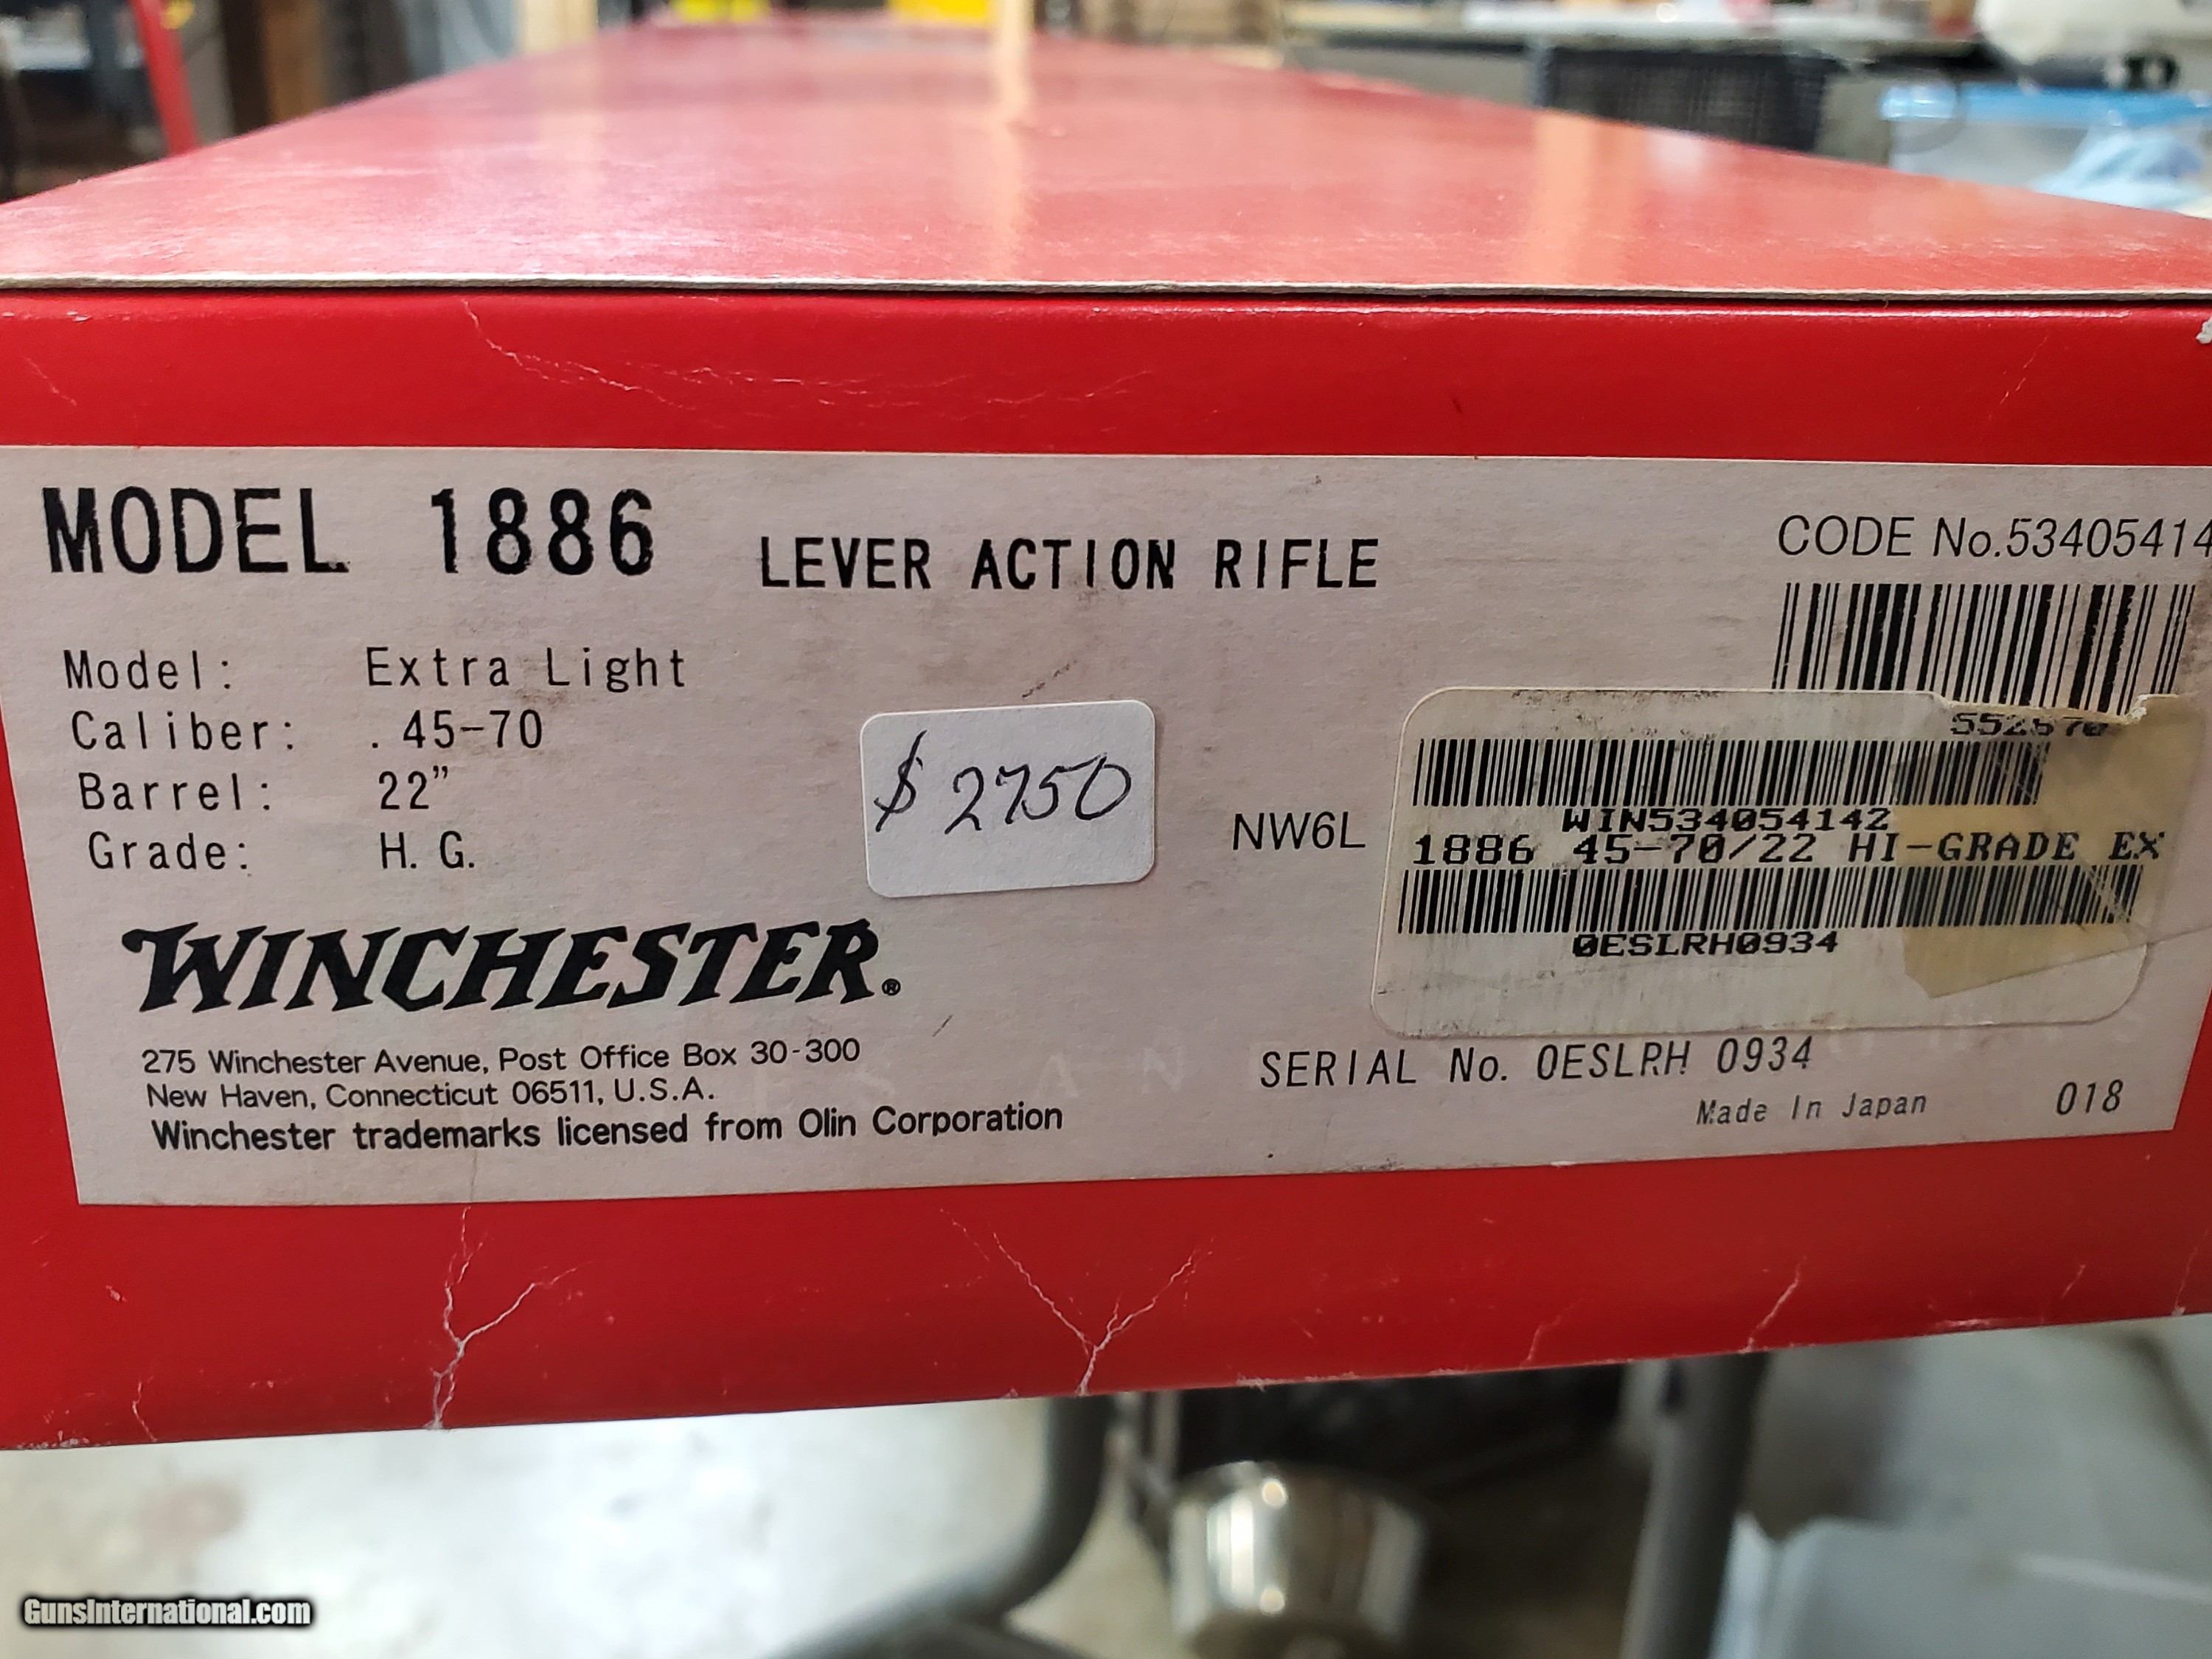 MODEL 1886 LEVER ACTION RIFLE
CODE No.53405414
Model: Extra Light
Caliber: .45-70
Barrel: 22”
Grade: H. G.
$2750
NW6L
WIN534054142
1886 45-70/22 HI-GRADE EX
0ESLRH0934
WINCHESTER®
275 Winchester Avenue, Post Office Box 30-300
New Haven, Connecticut 06511, U.S.A.
Winchester trademarks licensed from Olin Corporation
SERIAL No. 0ESLRH 0934
Made In Japan 018
GunsInternational.com